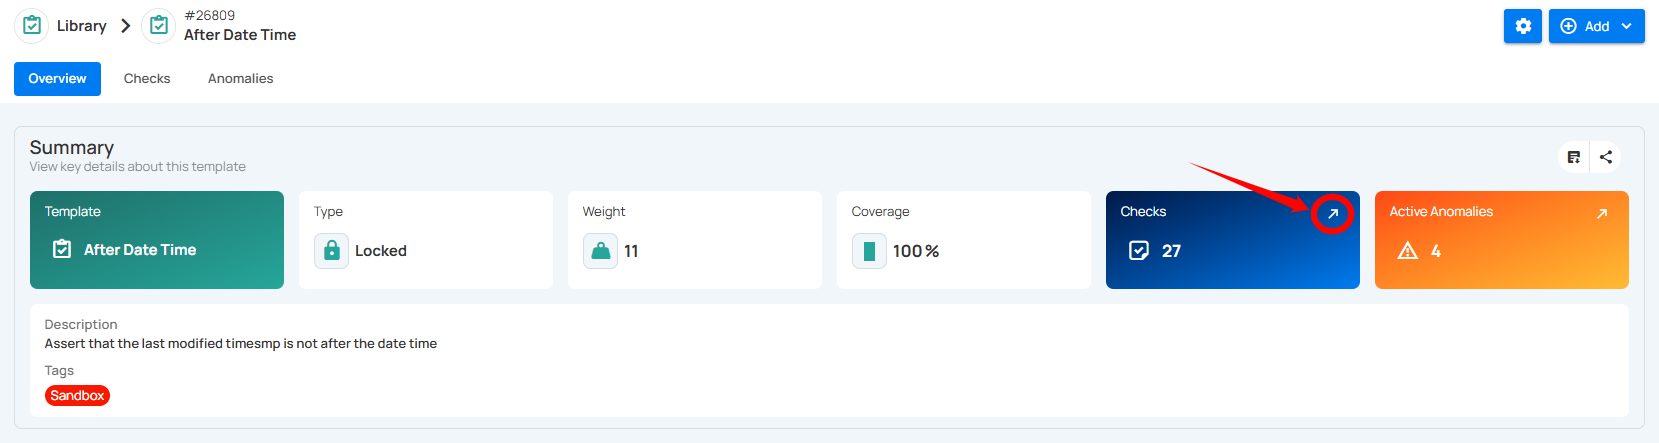 Library
#26809
After Date Time
Add
Overview
Checks
Anomalies
Summary
View key details about this template
Template
After Date Time
Type
Locked
Weight
11
Coverage
100 %
Checks
27
Active Anomalies
4
Description
Assert that the last modified timesmp is not after the date time
Tags
Sandbox